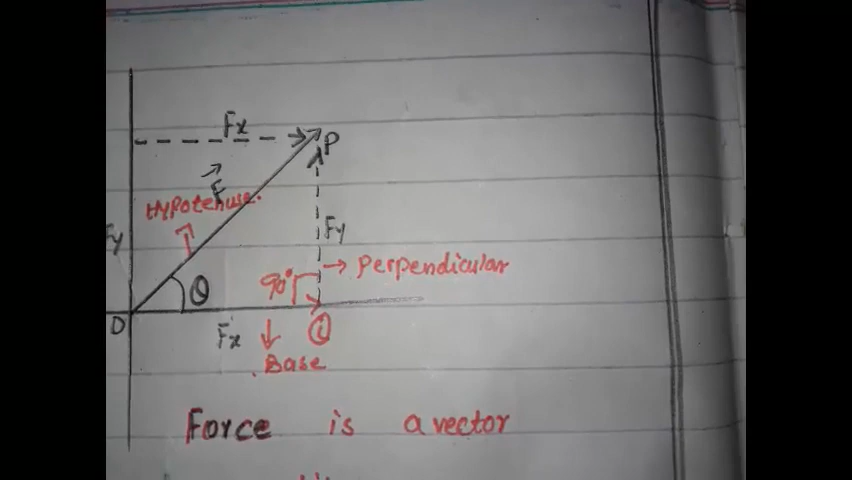 Fx
P
F
Hypotenuse.
Fy
Fy
90°
→ Perpendicular
θ
O
Fx
Base
Force is a vector